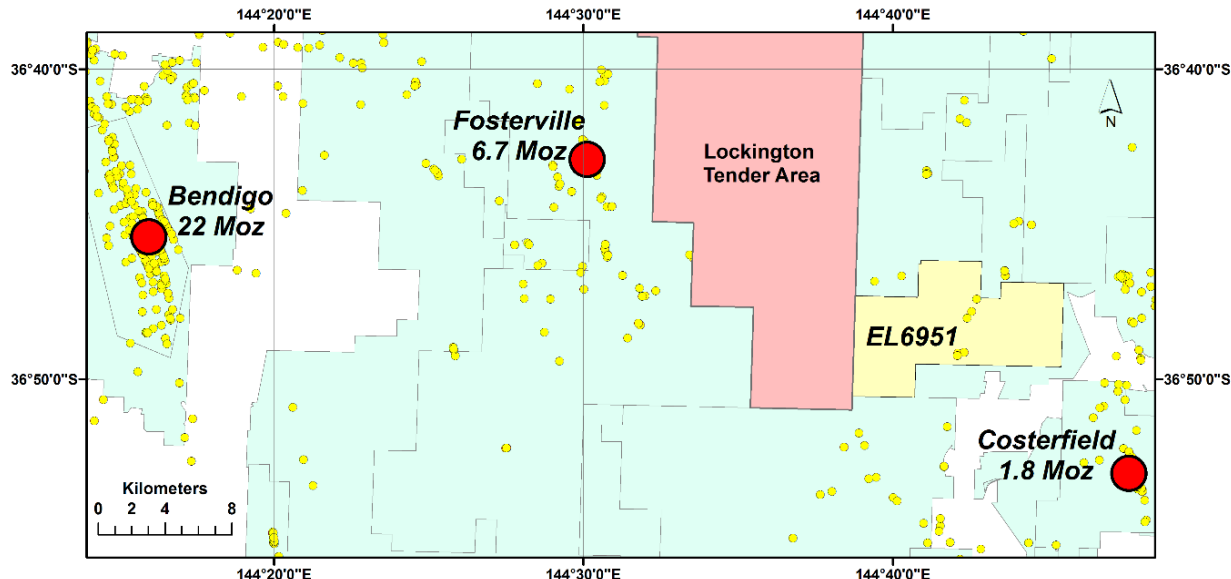 144°20'0"E
144°30'0"E
144°40'0"E
36°40'0"S
36°40'0"S
N
Fosterville
6.7 Moz
Lockington
Tender Area
Bendigo
22 Moz
EL6951
36°50'0"S
36°50'0"S
Costerfield
1.8 Moz
Kilometers
0 2 4 8
144°20'0"E
144°30'0"E
144°40'0"E